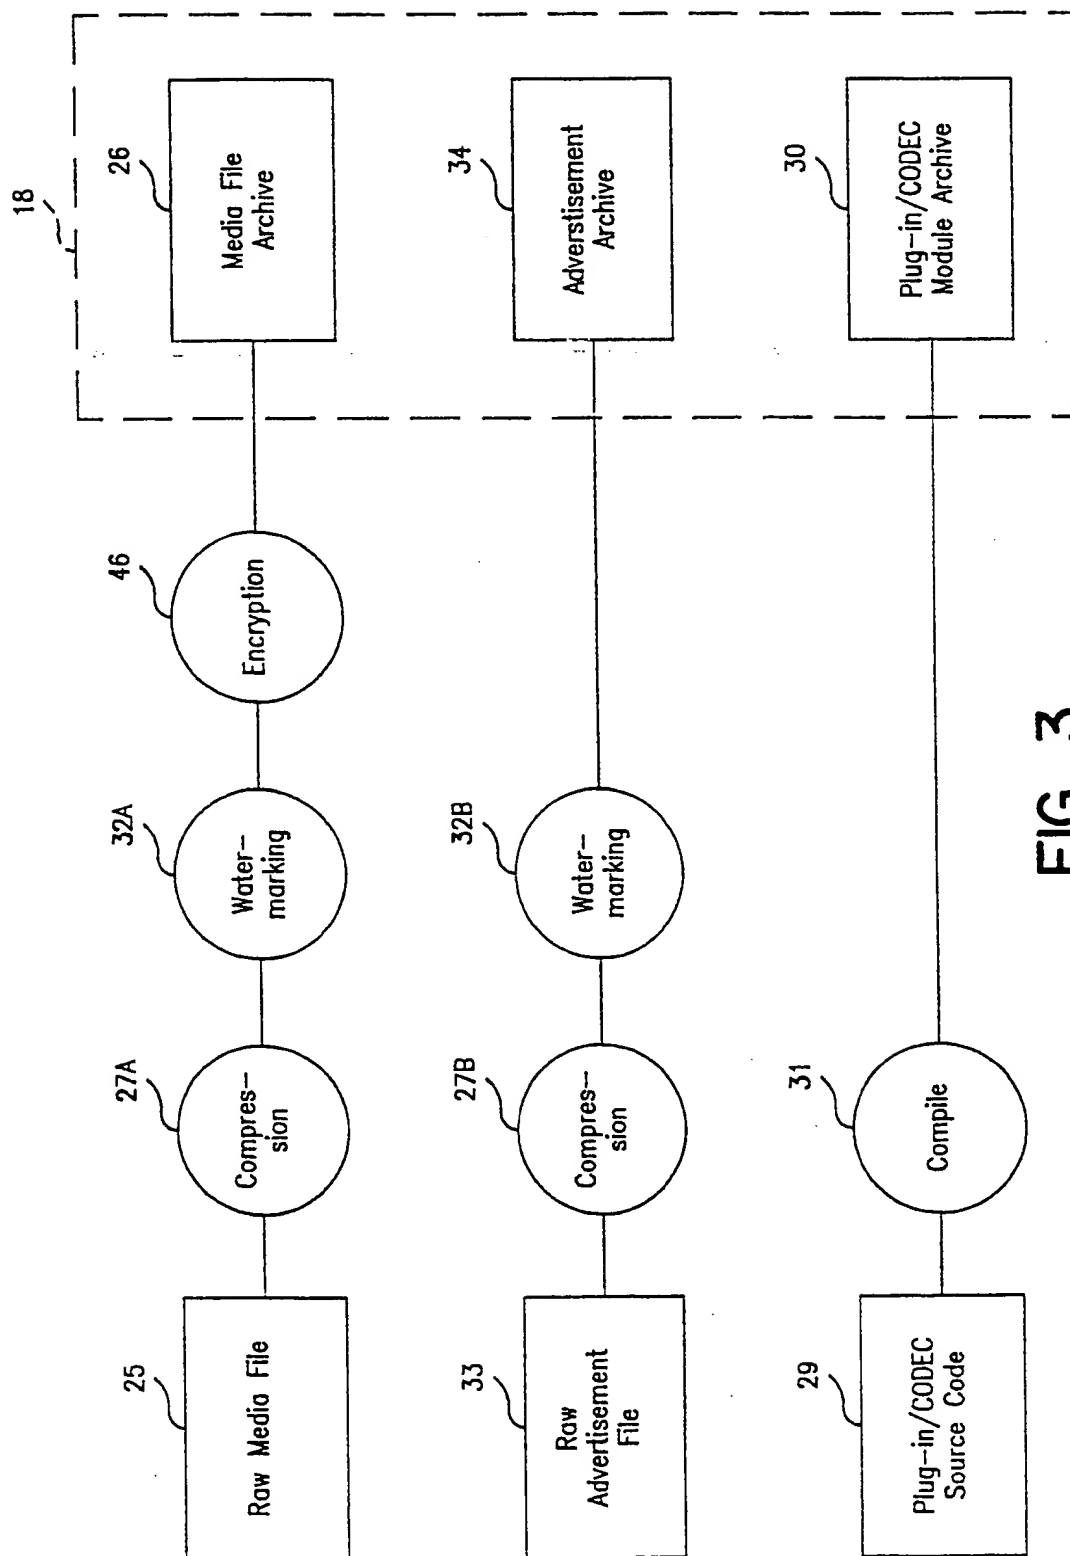 18
25
Raw Media File
27A
Compres-
sion
32A
Water-
marking
46
Encryption
26
Media File
Archive
33
Raw
Advertisement
File
27B
Compres-
sion
32B
Water-
marking
34
Adverstisement
Archive
29
Plug-in/CODEC
Source Code
31
Compile
30
Plug-in/CODEC
Module Archive
FIG. 3